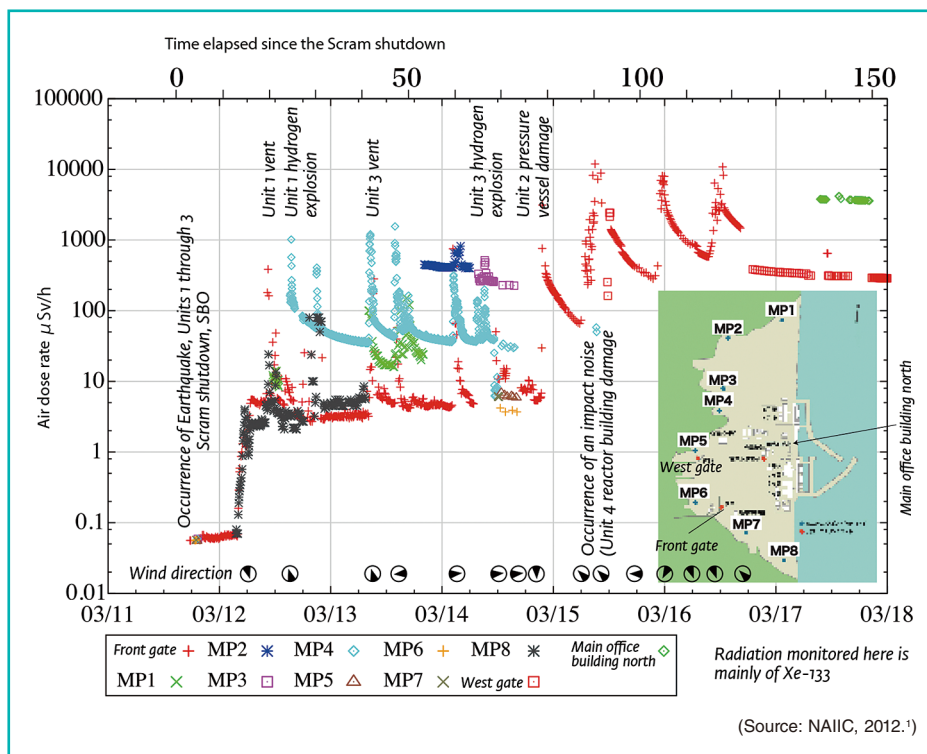 Time elapsed since the Scram shutdown
0 50 100 150
100000
10000
1000
100
10
1
0.1
0.01
Air dose rate μ Sv/h
Occurrence of Earthquake, Units 1 through 3
Scram shutdown, SBO
Unit 1 vent
Unit 1 hydrogen
explosion
Unit 3 vent
Unit 3 hydrogen
explosion
Unit 2 pressure
vessel damage
Occurrence of an impact noise
(Unit 4 reactor building damage)
MP1
MP2
MP3
MP4
MP5
West gate
MP6
MP7
Front gate
MP8
Main office building north
Wind direction
03/11 03/12 03/13 03/14 03/15 03/16 03/17 03/18
Front gate MP2 MP4 MP6 MP8 Main office
building north
MP1 MP3 MP5 MP7 West gate
Radiation monitored here is
mainly of Xe-133
(Source: NAIIC, 2012.¹)